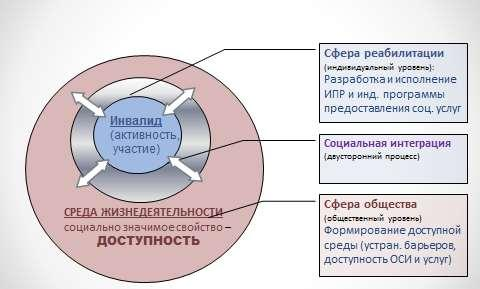 Инвалид
(активность,
участие)
СРЕДА ЖИЗНЕДЕЯТЕЛЬНОСТИ
социально значимое свойство –
ДОСТУПНОСТЬ
Сфера реабилитации
(индивидуальный уровень):
Разработка и исполнение
ИПР и инд. программы
предоставления соц. услуг
Социальная интеграция
(двусторонний процесс)
Сфера общества
(общественный уровень)
Формирование доступной
среды (устран. барьеров,
доступность ОСИ и услуг)